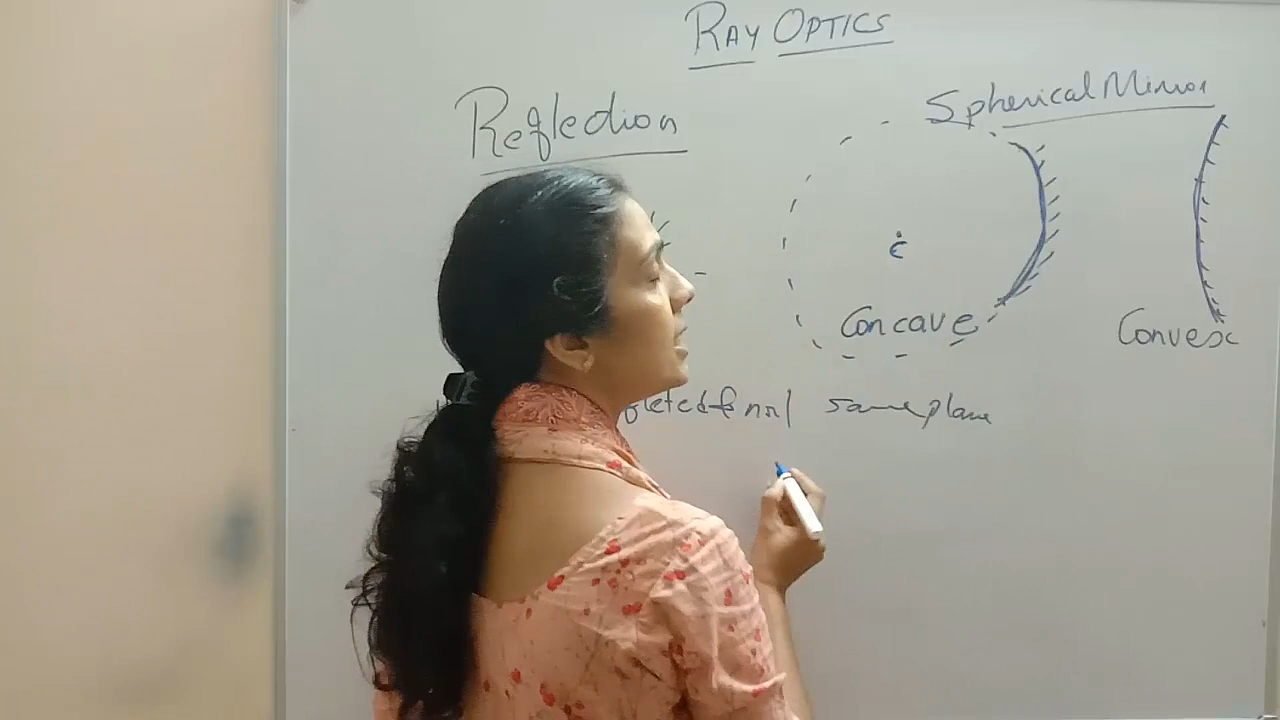 RAY OPTICS
Reflection
Spherical Mirror
c
Concave
Convex
same plane